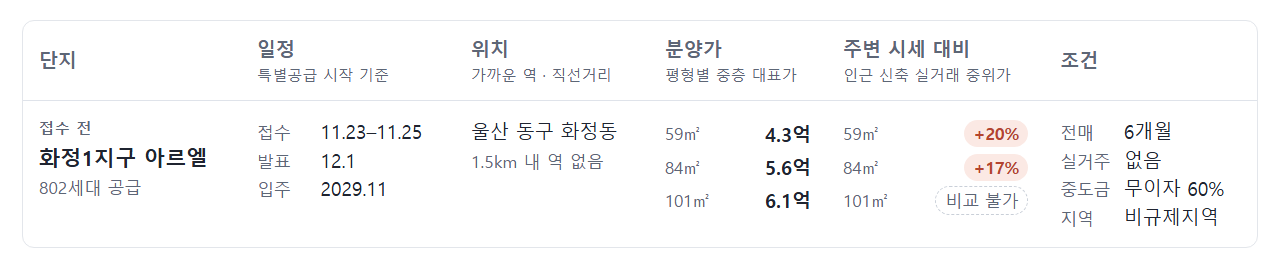 단지
일정
특별공급 시작 기준
위치
가까운 역 · 직선거리
분양가
평형별 중층 대표가
주변 시세 대비
인근 신축 실거래 중위가
조건
접수 전
화정1지구 아르엘
802세대 공급
접수 11.23–11.25
발표 12.1
입주 2029.11
울산 동구 화정동
1.5km 내 역 없음
59㎡ 4.3억
84㎡ 5.6억
101㎡ 6.1억
59㎡ +20%
84㎡ +17%
101㎡ 비교 불가
전매 6개월
실거주 없음
중도금 무이자 60%
지역 비규제지역